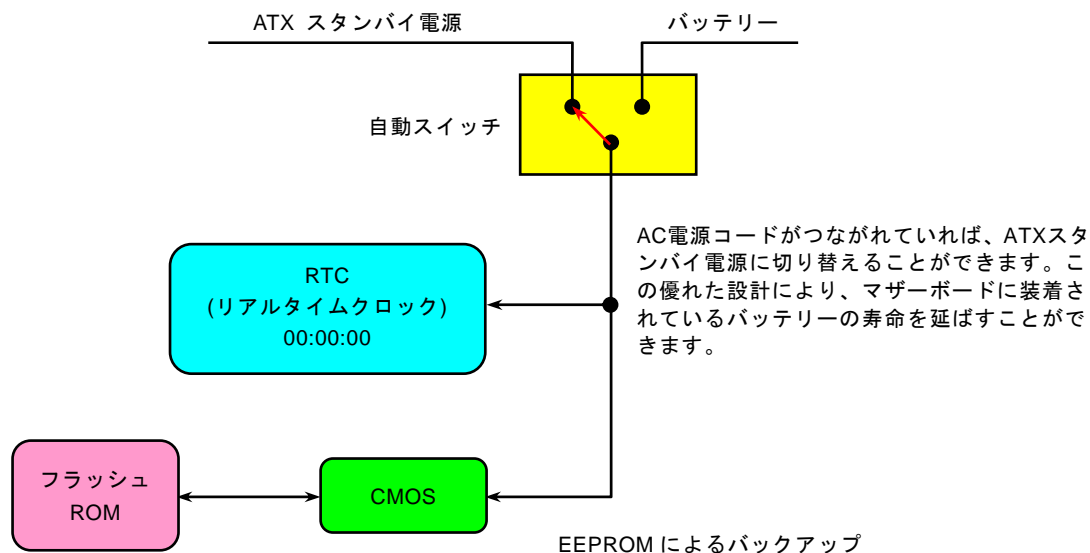 ATX スタンバイ電源
バッテリー
自動スイッチ
AC電源コードがつながれていれば、ATXスタ
ンバイ電源に切り替えることができます。こ
の優れた設計により、マザーボードに装着さ
れているバッテリーの寿命を延ばすことがで
きます。
RTC
(リアルタイムクロック)
00:00:00
フラッシュ
ROM
CMOS
EEPROM によるバックアップ